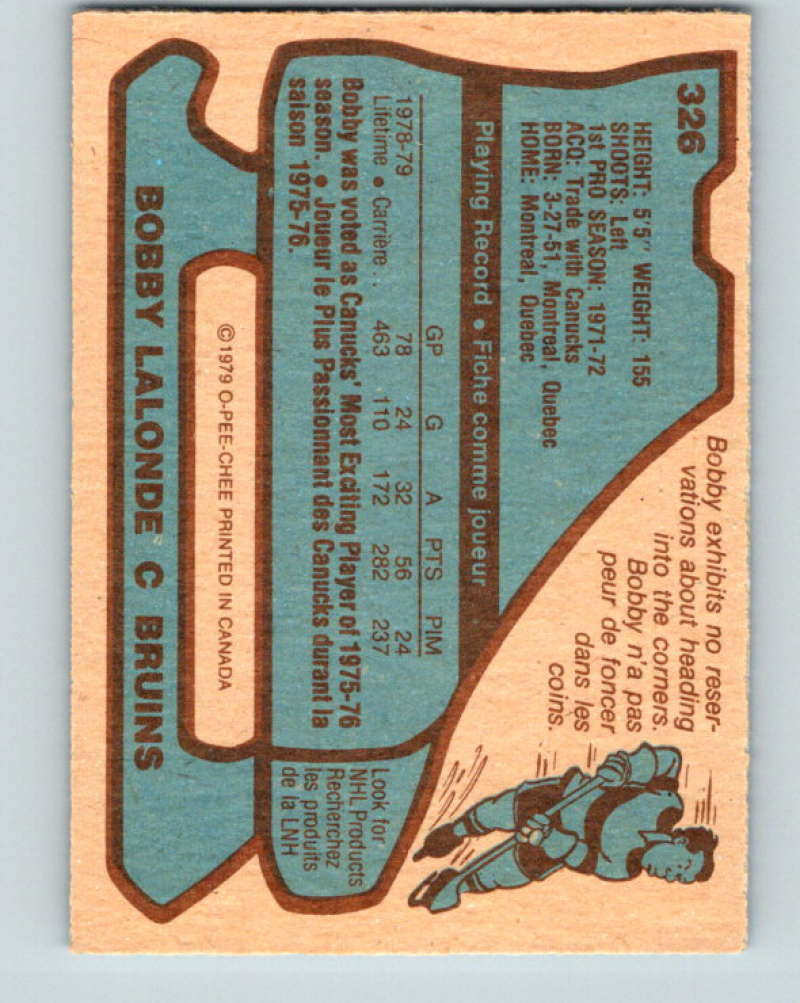 326
HEIGHT: 5'5" WEIGHT: 155
SHOOTS: Left
1st PRO SEASON: 1971-72
ACQ: Trade with Canucks
BORN: 3-27-51, Montreal, Quebec
HOME: Montreal, Quebec
Bobby exhibits no reser-
vations about heading
into the corners.
Bobby n'a pas
peur de foncer
dans les
coins.
Playing Record • Fiche comme joueur
GP G A PTS PIM
1978-79 78 24 32 56 24
Lifetime • Carrière . . 463 110 172 282 237
Bobby was voted as Canucks' Most Exciting Player of 1975-76
season. • Joueur le Plus Passionnant des Canucks durant la
saison 1975-76.
Look for
NHL Products
Recherchez
les produits
de la LNH
©1979 O-PEE-CHEE PRINTED IN CANADA
BOBBY LALONDE C BRUINS